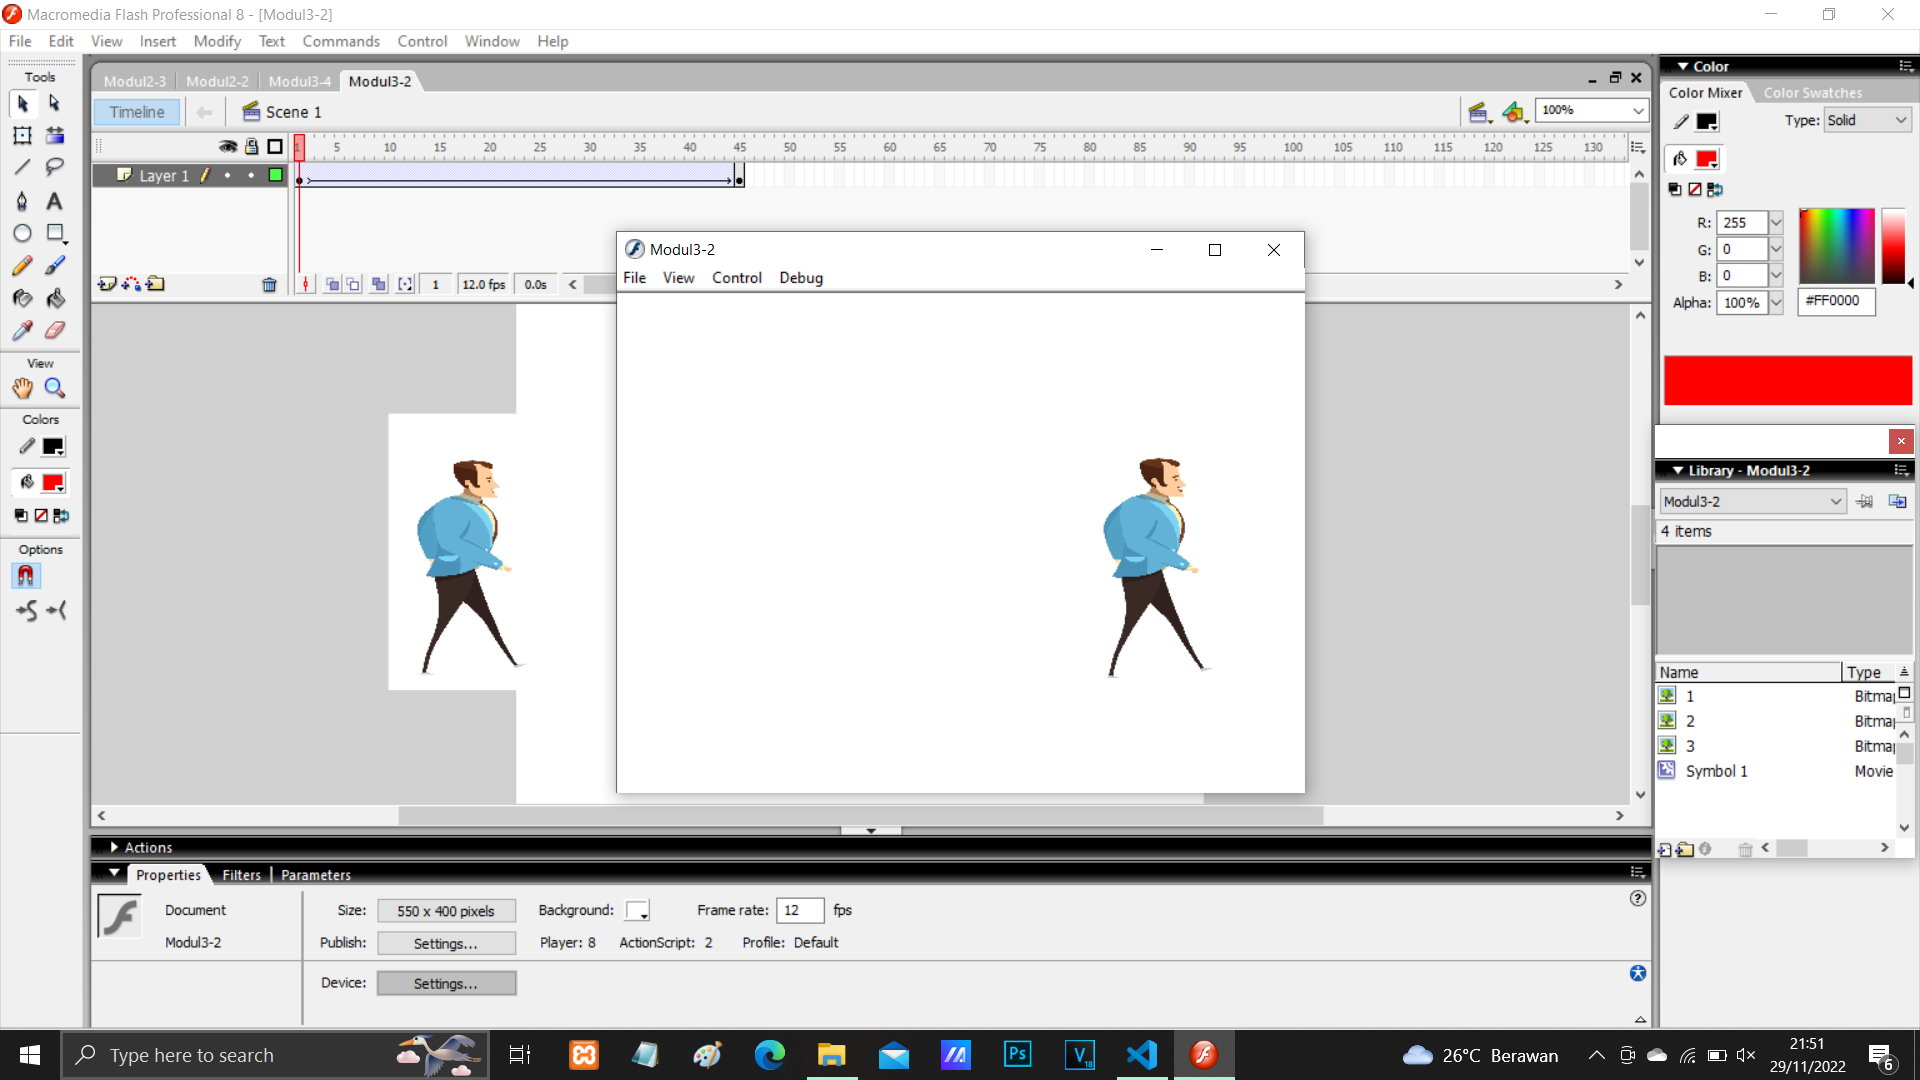 Macromedia Flash Professional 8 - [Modul3-2]
File Edit View Insert Modify Text Commands Control Window Help
Tools
Modul2-3 Modul2-2 Modul3-4 Modul3-2
Timeline Scene 1 100%
1 5 10 15 20 25 30 35 40 45 50 55 60 65 70 75 80 85 90 95 100 105 110 115 120 125 130
Layer 1
1 12.0 fps 0.0s
View
Colors
Options
Modul3-2
File View Control Debug
Color
Color Mixer Color Swatches
Type: Solid
R: 255
G: 0
B: 0
Alpha: 100% #FF0000
Library - Modul3-2
Modul3-2
4 items
Name Type
1 Bitma
2 Bitma
3 Bitma
Symbol 1 Movie
Actions
Properties Filters Parameters
Document Size: 550 x 400 pixels Background: Frame rate: 12 fps
Modul3-2 Publish: Settings... Player: 8 ActionScript: 2 Profile: Default
Device: Settings...
Type here to search
Ps
V
18
26°C Berawan
21:51
29/11/2022
6